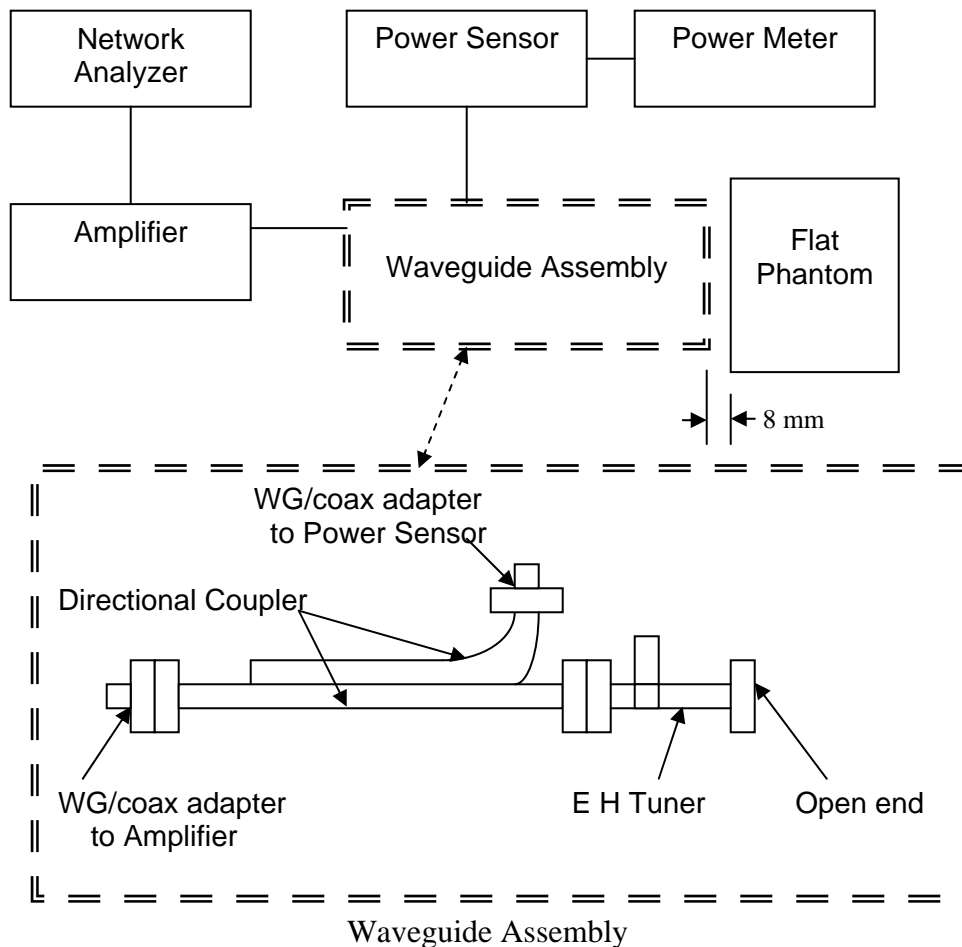 Network
Analyzer
Power Sensor
Power Meter
Amplifier
Waveguide Assembly
Flat
Phantom
8 mm
WG/coax adapter
to Power Sensor
Directional Coupler
WG/coax adapter
to Amplifier
E H Tuner
Open end
Waveguide Assembly